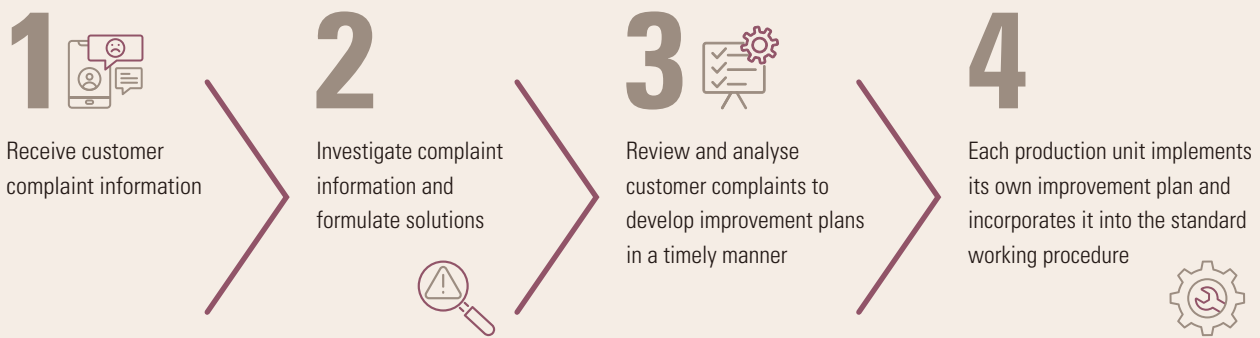 1
Receive customer
complaint information
2
Investigate complaint
information and
formulate solutions
3
Review and analyse
customer complaints to
develop improvement plans
in a timely manner
4
Each production unit implements
its own improvement plan and
incorporates it into the standard
working procedure